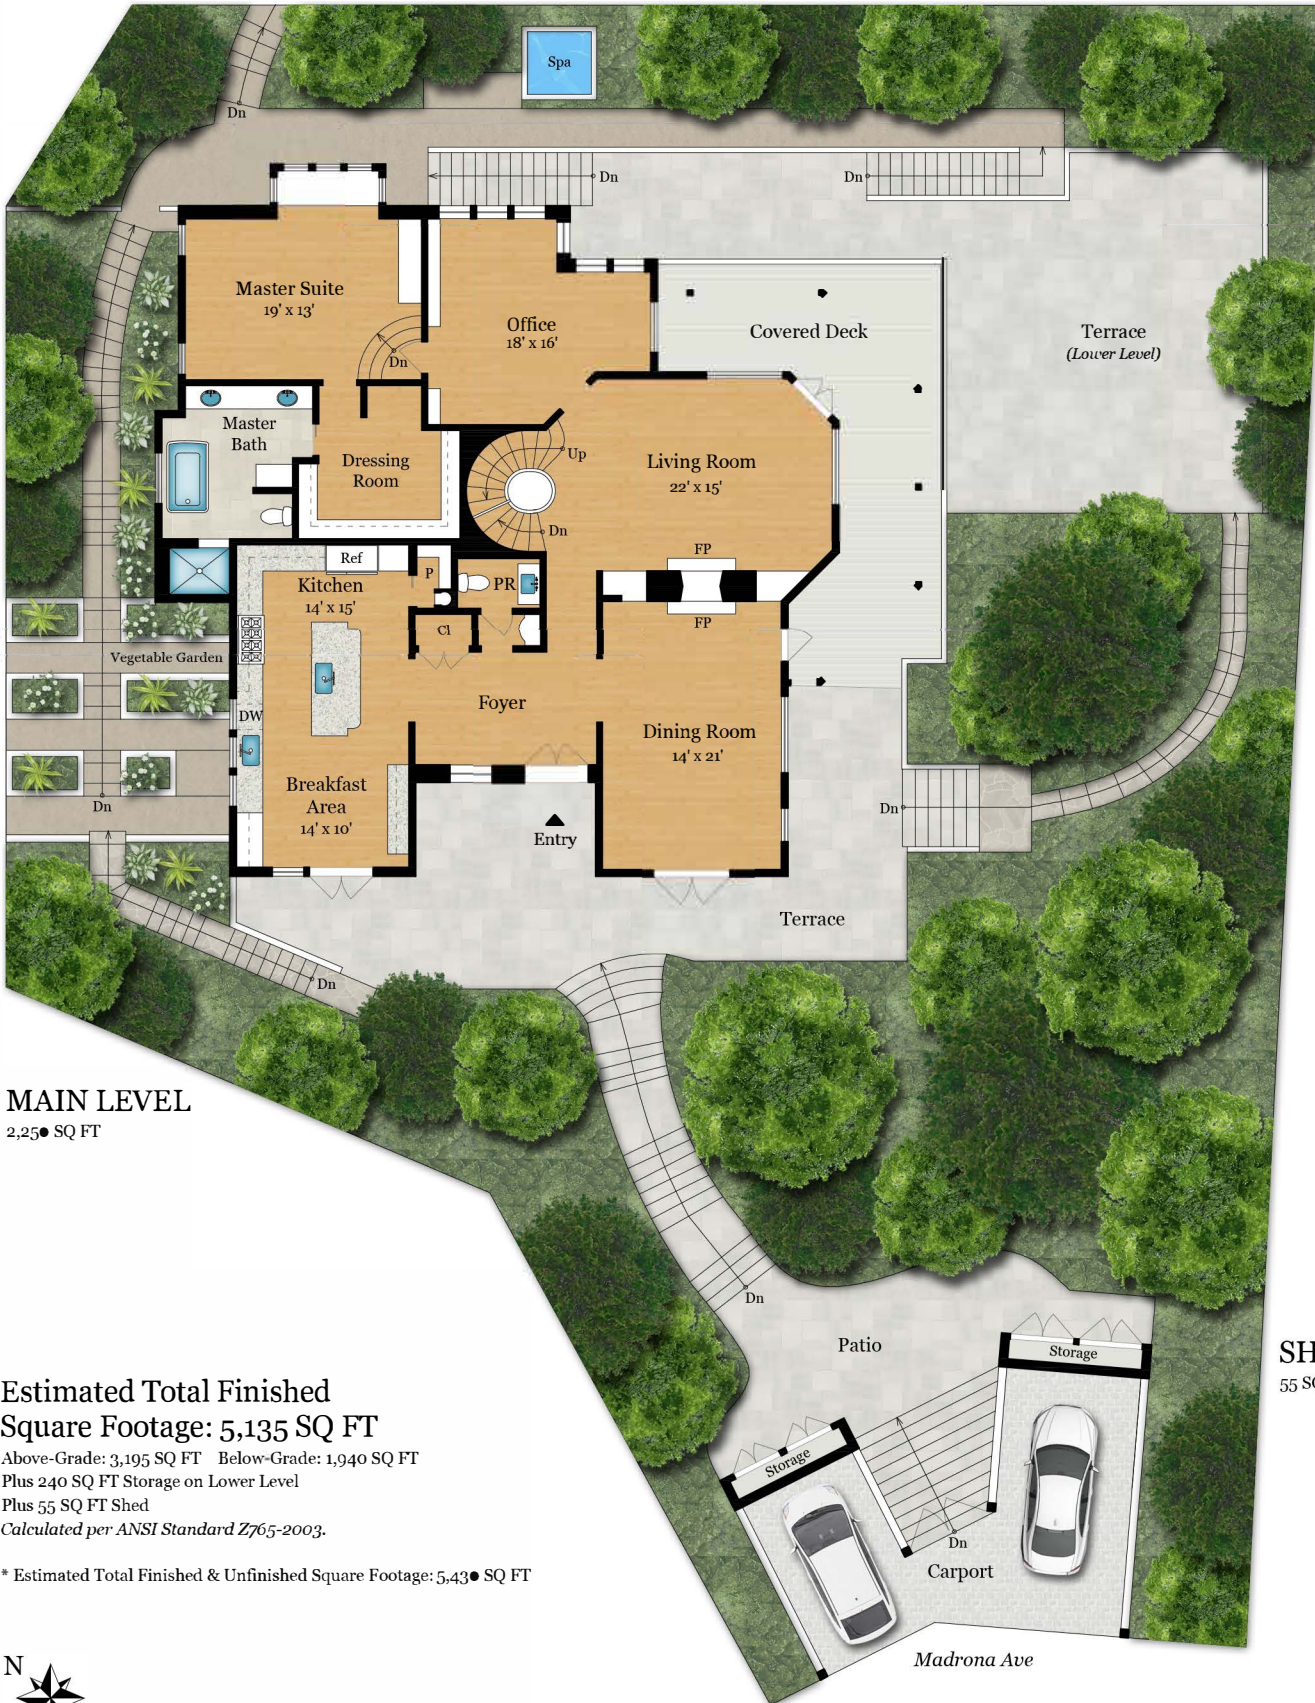 Spa
Dn
Dn
Dn
Master Suite
19' x 13'
Office
18' x 16'
Covered Deck
Terrace
(Lower Level)
Dn
Master
Bath
Dressing
Room
Up
Living Room
22' x 15'
Dn
Ref
FP
Kitchen
14' x 15'
P
PR
FP
Cl
Vegetable Garden
Foyer
DW
Dining Room
14' x 21'
Breakfast
Area
14' x 10'
Dn
Dn
Entry
Terrace
Dn
MAIN LEVEL
2,25● SQ FT
Dn
Patio
Storage
SH
55 SQ
Estimated Total Finished
Square Footage: 5,135 SQ FT
Above-Grade: 3,195 SQ FT Below-Grade: 1,940 SQ FT
Plus 240 SQ FT Storage on Lower Level
Plus 55 SQ FT Shed
Calculated per ANSI Standard Z765-2003.
Storage
Dn
Carport
* Estimated Total Finished & Unfinished Square Footage: 5,43● SQ FT
Madrona Ave
N